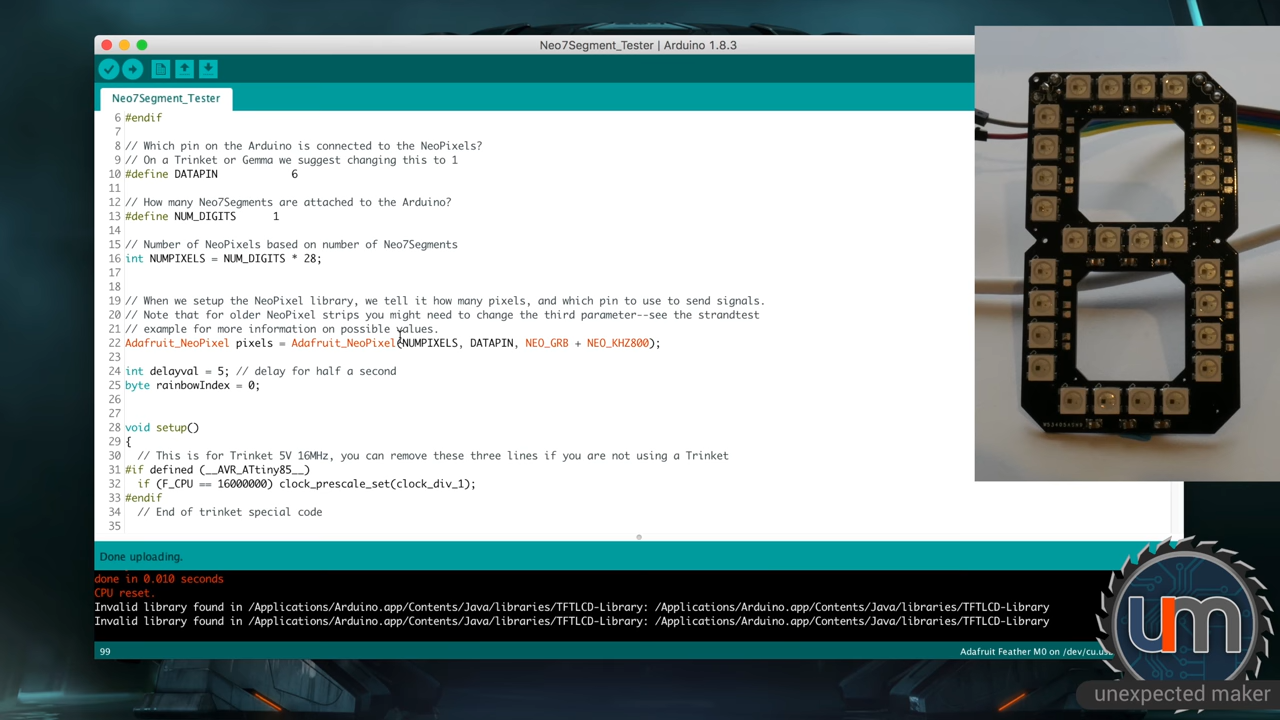 Neo7Segment_Tester | Arduino 1.8.3
Neo7Segment_Tester
6 #endif
7
8 // Which pin on the Arduino is connected to the NeoPixels?
9 // On a Trinket or Gemma we suggest changing this to 1
10 #define DATAPIN 6
11
12 // How many Neo7Segments are attached to the Arduino?
13 #define NUM_DIGITS 1
14
15 // Number of NeoPixels based on number of Neo7Segments
16 int NUMPIXELS = NUM_DIGITS * 28;
17
18
19 // When we setup the NeoPixel library, we tell it how many pixels, and which pin to use to send signals.
20 // Note that for older NeoPixel strips you might need to change the third parameter--see the strandtest
21 // example for more information on possible values.
22 Adafruit_NeoPixel pixels = Adafruit_NeoPixel(NUMPIXELS, DATAPIN, NEO_GRB + NEO_KHZ800);
23
24 int delayval = 5; // delay for half a second
25 byte rainbowIndex = 0;
26
27
28 void setup()
29 {
30 // This is for Trinket 5V 16MHz, you can remove these three lines if you are not using a Trinket
31 #if defined (__AVR_ATtiny85__)
32 if (F_CPU == 16000000) clock_prescale_set(clock_div_1);
33 #endif
34 // End of trinket special code
35
Done uploading.
done in 0.010 seconds
CPU reset.
Invalid library found in /Applications/Arduino.app/Contents/Java/libraries/TFTLCD-Library: /Applications/Arduino.app/Contents/Java/libraries/TFTLCD-Library
Invalid library found in /Applications/Arduino.app/Contents/Java/libraries/TFTLCD-Library: /Applications/Arduino.app/Contents/Java/libraries/TFTLCD-Library
99
Adafruit Feather M0 on /dev/cu.us
um
unexpected maker